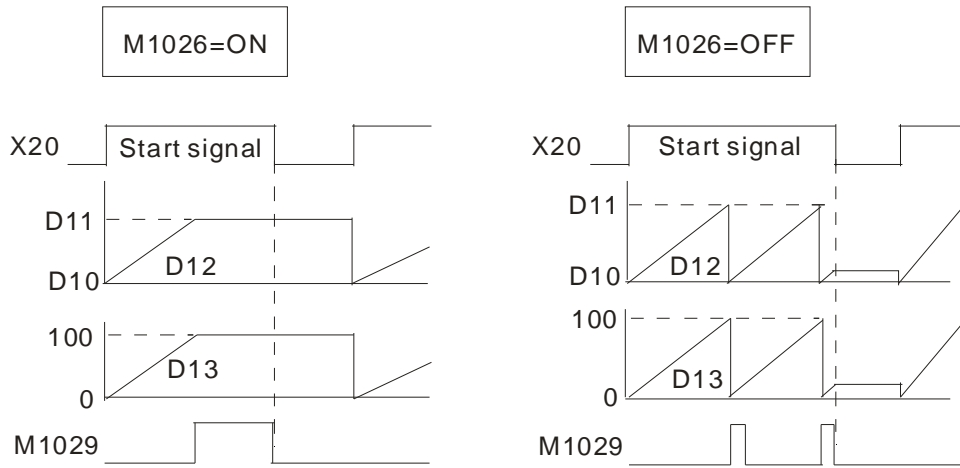 M1026=ON
X20
Start signal
D11
D12
D10
100
D13
0
M1029
M1026=OFF
X20
Start signal
D11
D12
D10
100
D13
0
M1029